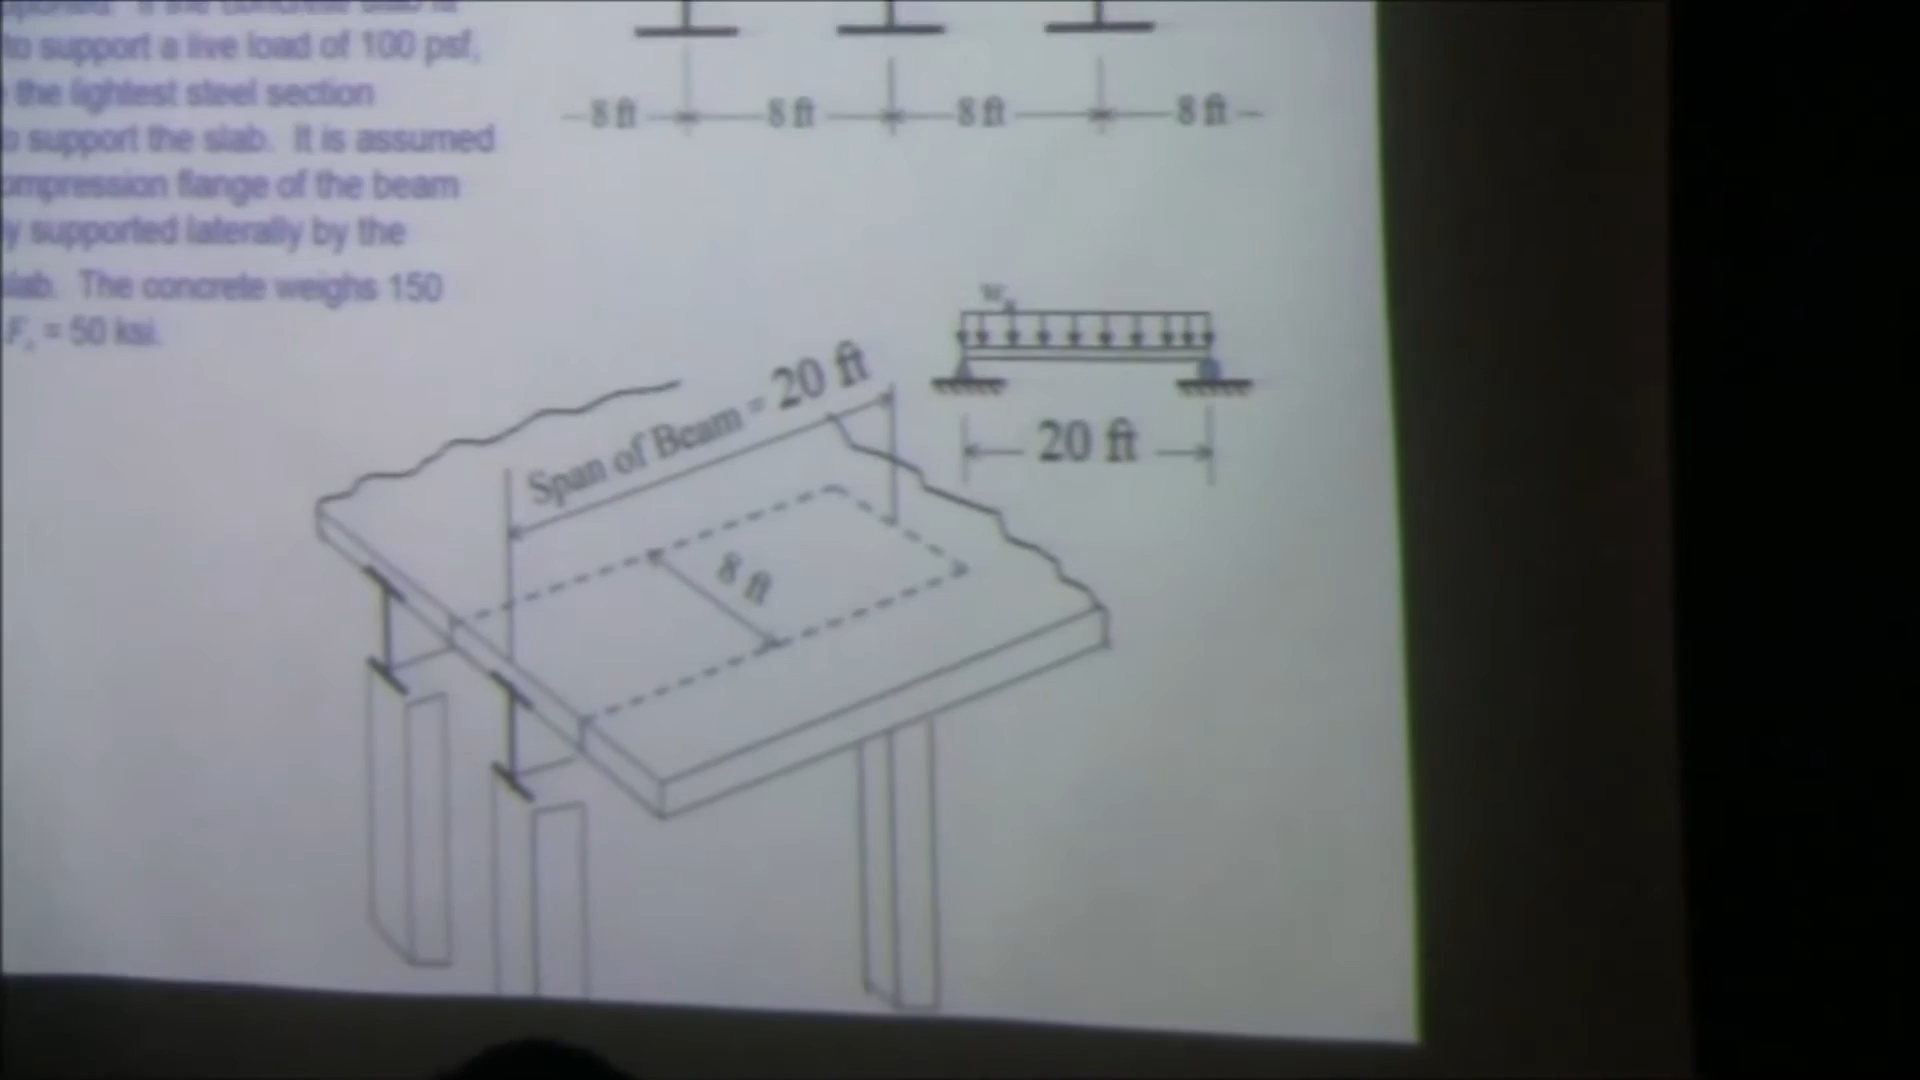 to support a live load of 100 psf,
the lightest steel section
support the slab. It is assumed
ompression flange of the beam
y supported laterally by the
lab. The concrete weighs 150
= 50 ksi.
8 ft 8 ft 8 ft 8 ft
w
20 ft
Span of Beam = 20 ft
8 ft